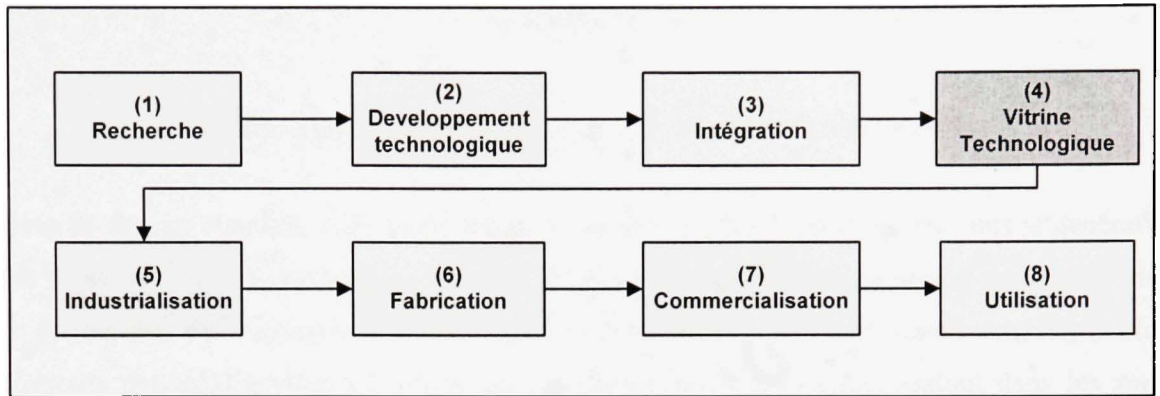 (1)
Recherche
(2)
Developpement
technologique
(3)
Intégration
(4)
Vitrine
Technologique
(5)
Industrialisation
(6)
Fabrication
(7)
Commercialisation
(8)
Utilisation